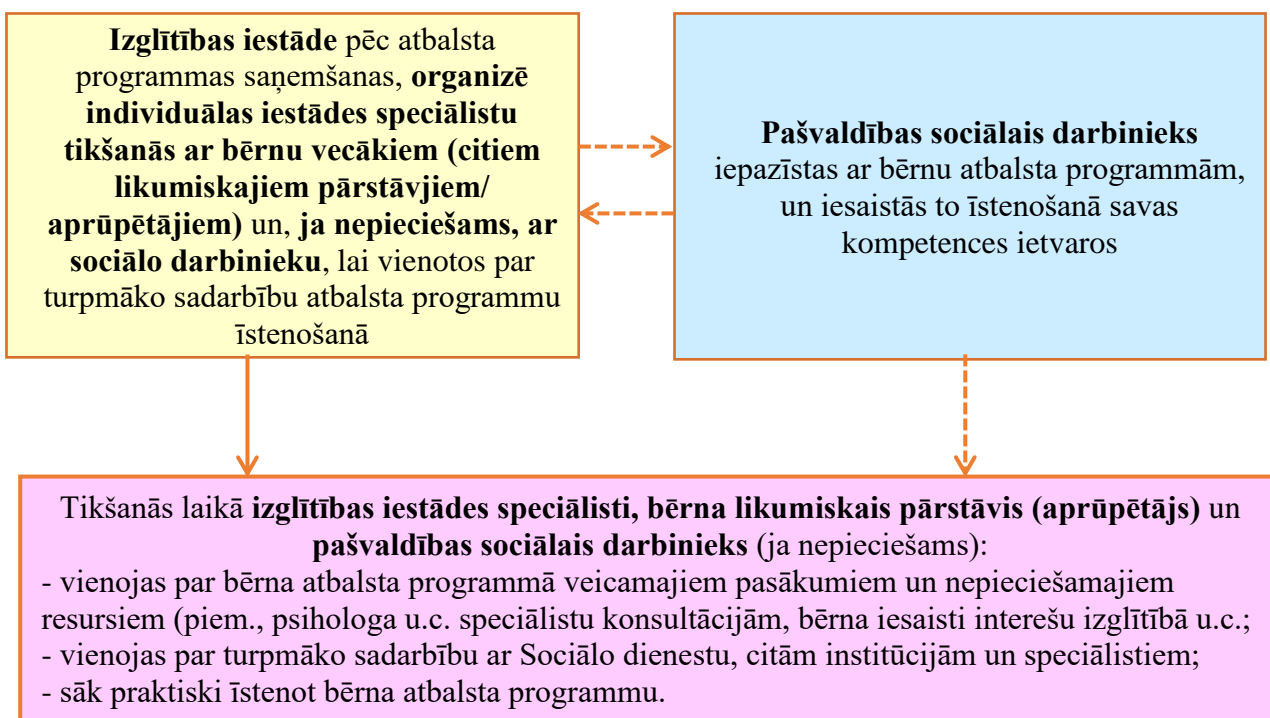 Izglītības iestāde pēc atbalsta
programmas saņemšanas, organizē
individuālas iestādes speciālistu
tikšanās ar bērnu vecākiem (citiem
likumiskajiem pārstāvjiem/
aprūpētājiem) un, ja nepieciešams, ar
sociālo darbinieku, lai vienotos par
turpmāko sadarbību atbalsta programmu
īstenošanā
Pašvaldības sociālais darbinieks
iepazīstas ar bērnu atbalsta programmām,
un iesaistās to īstenošanā savas
kompetences ietvaros
Tikšanās laikā izglītības iestādes speciālisti, bērna likumiskais pārstāvis (aprūpētājs) un
pašvaldības sociālais darbinieks (ja nepieciešams):
- vienojas par bērna atbalsta programmā veicamajiem pasākumiem un nepieciešamajiem
resursiem (piem., psihologa u.c. speciālistu konsultācijām, bērna iesaisti interešu izglītībā u.c.;
- vienojas par turpmāko sadarbību ar Sociālo dienestu, citām institūcijām un speciālistiem;
- sāk praktiski īstenot bērna atbalsta programmu.